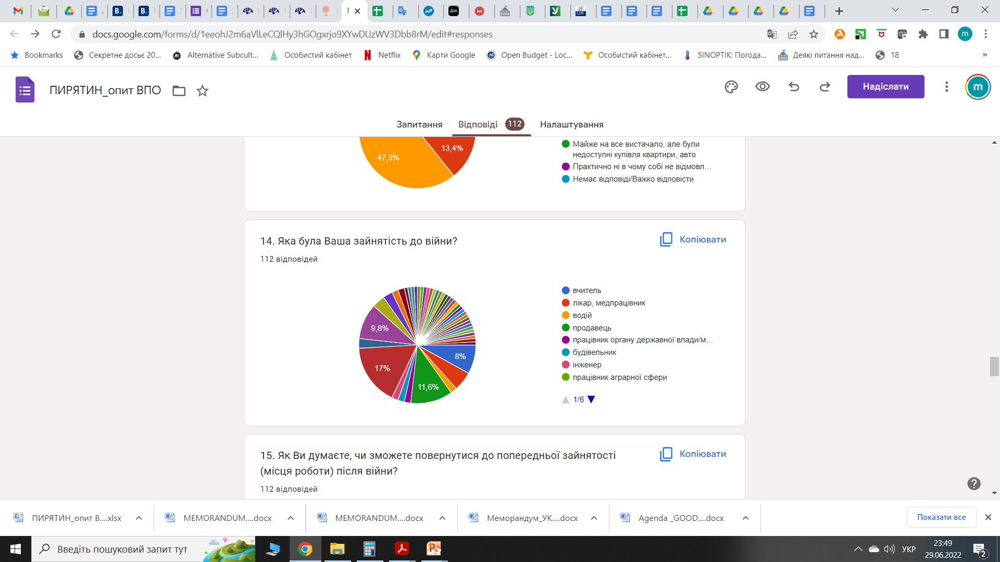 docs.google.com/forms/d/1eeohJ2m6aVlLeCQlHy3hGOgxrjo9XYwDUzWV3Dbb8rM/edit#responses
Bookmarks Секретне досьє 20... Alternative Subcult... Особистий кабінет Netflix Карти Google Open Budget - Loc... Особистий кабінет... SINOPTIK: Погода... Деякі питання над... 18 »
ПИРЯТИН_опит ВПО
Надіслати
m
Запитання Відповіді 112 Налаштування
47,3%
13,4%
Майже на все вистачало, але були
недоступні купівля квартири, авто
Практично ні в чому собі не відмовл...
Немає відповіді/Важко відповісти
14. Яка була Ваша зайнятість до війни?
Копіювати
112 відповідей
9,8%
17%
11,6%
8%
вчитель
лікар, медпрацівник
водій
продавець
працівник органу державної влади/м...
будівельник
інженер
працівник аграрної сфери
1/6
15. Як Ви думаєте, чи зможете повернутися до попередньої зайнятості
(місця роботи) після війни?
Копіювати
112 відповідей
ПИРЯТИН_опит В....xlsx MEMORANDUM....docx MEMORANDUM....docx Меморандум_УК....docx Agenda _GOOD....docx Показати все
Введіть пошуковий запит тут
УКР
23:49
29.06.2022
2